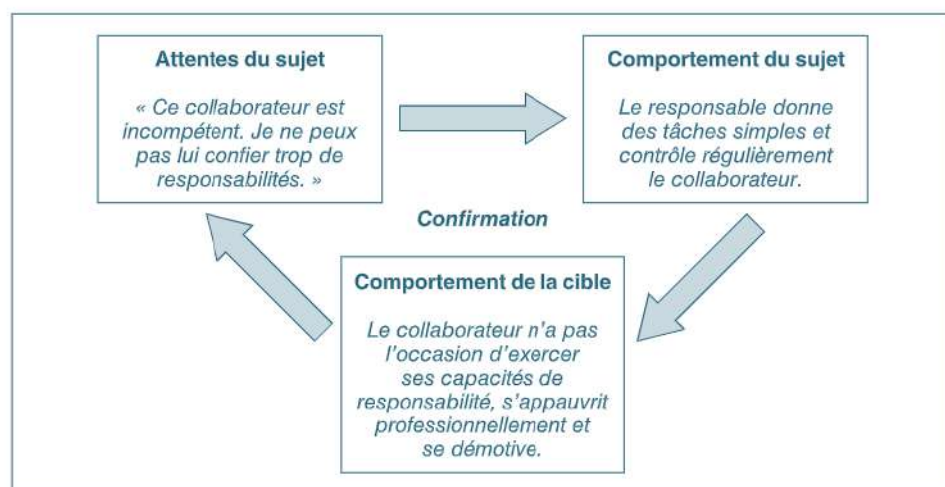 Attentes du sujet
« Ce collaborateur est
incompétent. Je ne peux
pas lui confier trop de
responsabilités. »
Comportement du sujet
Le responsable donne
des tâches simples et
contrôle régulièrement
le collaborateur.
Confirmation
Comportement de la cible
Le collaborateur n'a pas
l'occasion d'exercer
ses capacités de
responsabilité, s'appauvrit
professionnellement et
se démotive.